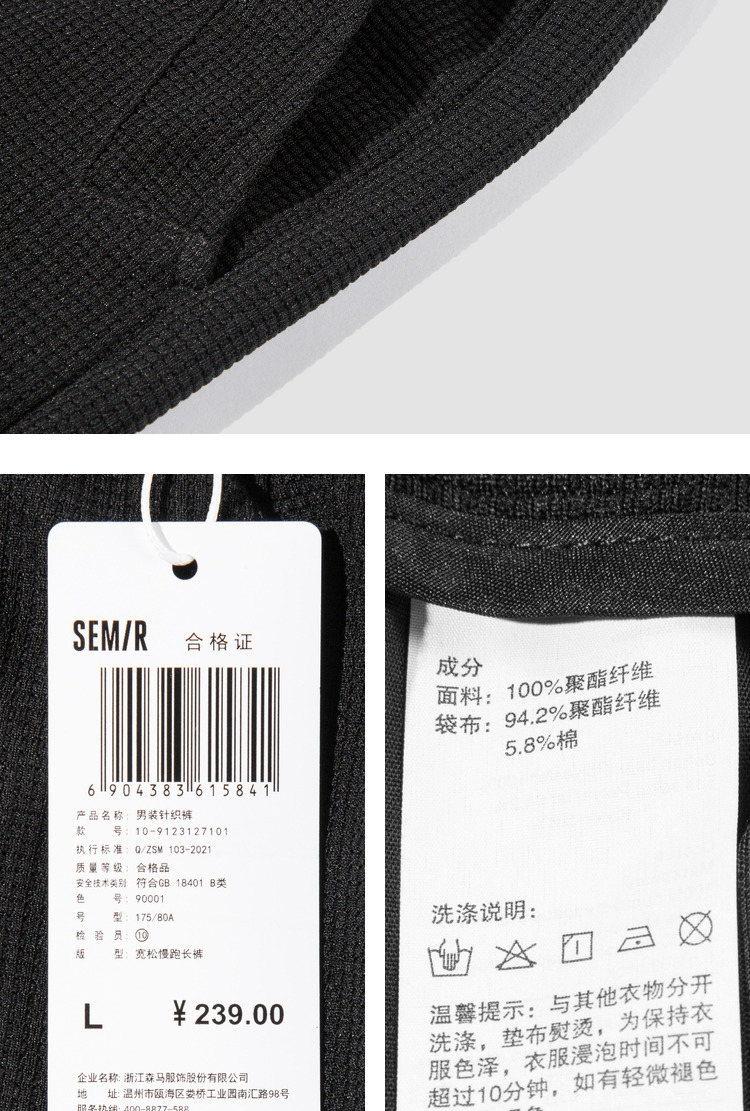 SEM/R 合格证
6 904383 615841
产品名称: 男装针织裤
款 号: 10-9123127101
执行标准: Q/ZSM 103-2021
质量等级: 合格品
安全技术类别: 符合GB 18401 B类
色 号: 90001
号 型: 175/80A
检 验 员: ⑩
版 型: 宽松慢跑长裤
L ¥ 239.00
企业名称: 浙江森马服饰股份有限公司
地 址: 温州市瓯海区娄桥工业园南汇路98号
服务热线: 400-8877-588
成分
面料: 100%聚酯纤维
袋布: 94.2%聚酯纤维
5.8%棉
洗涤说明:
温馨提示: 与其他衣物分开
洗涤，垫布熨烫，为保持衣
服色泽，衣服浸泡时间不可
超过10分钟，如有轻微褪色